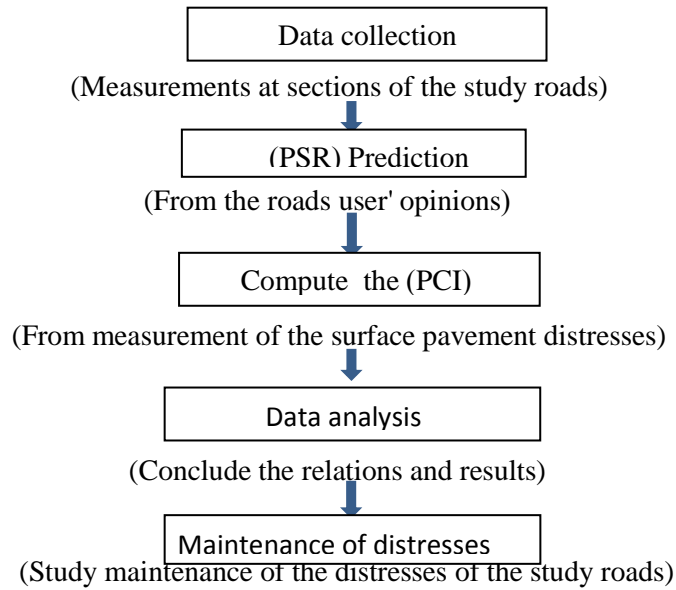 Data collection
(Measurements at sections of the study roads)
(PSR) Prediction
(From the roads user' opinions)
Compute the (PCI)
(From measurement of the surface pavement distresses)
Data analysis
(Conclude the relations and results)
Maintenance of distresses
(Study maintenance of the distresses of the study roads)